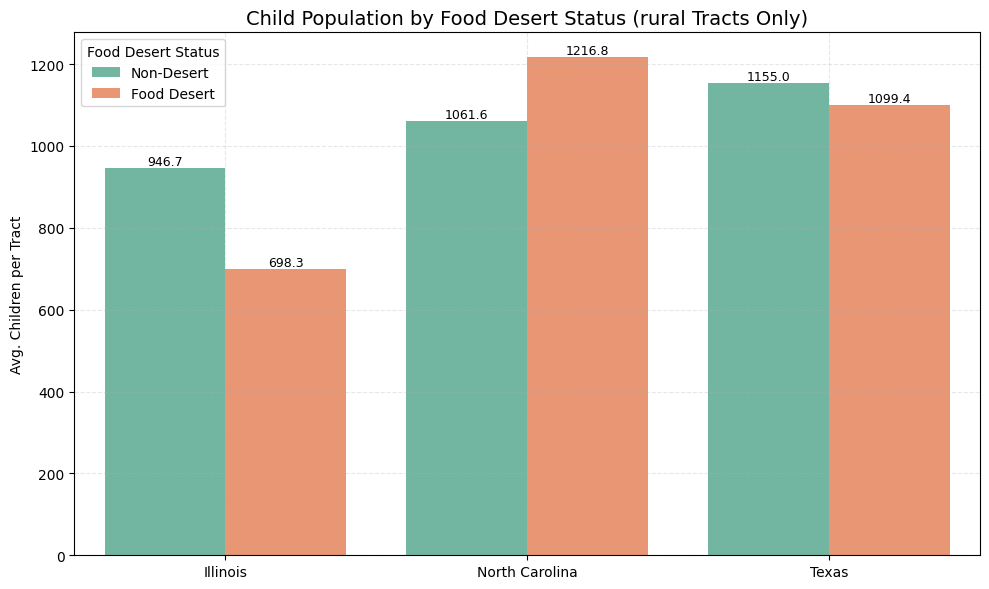 Child Population by Food Desert Status (rural Tracts Only)
Food Desert Status
Non-Desert
Food Desert
Avg. Children per Tract
1200
1000
800
600
400
200
0
946.7
698.3
1061.6
1216.8
1155.0
1099.4
Illinois
North Carolina
Texas